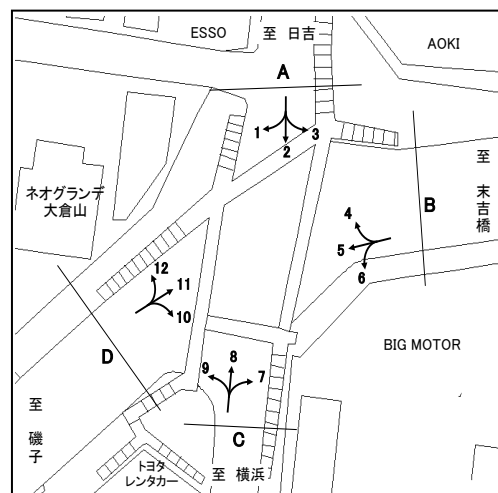 ESSO
至 日吉
AOKI
A
1
2
3
至 末吉橋
B
ネオグランデ
大倉山
4
5
6
12
11
10
D
8
9
7
BIG MOTOR
至 磯子
C
トヨタ
レンタカー
至 横浜